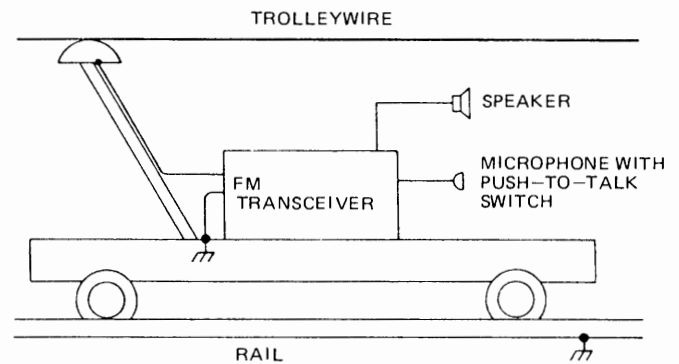 TROLLEYWIRE
SPEAKER
MICROPHONE WITH
PUSH-TO-TALK
SWITCH
FM
TRANSCEIVER
RAIL